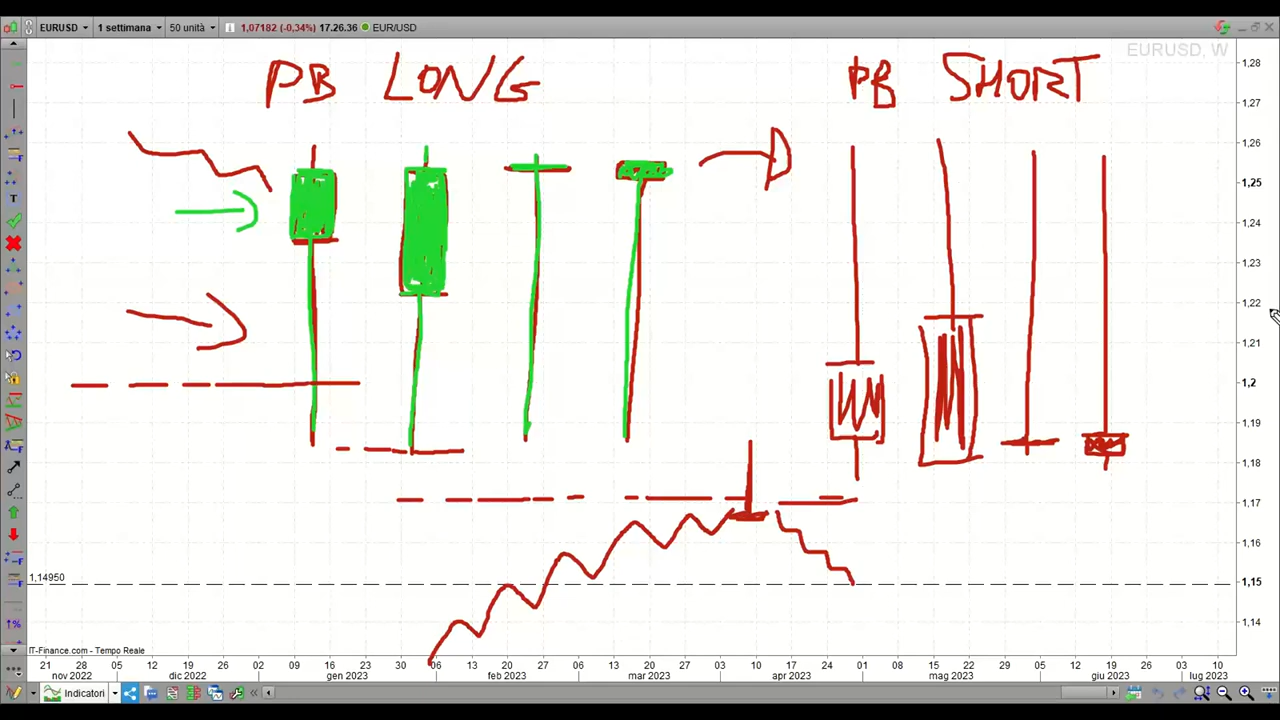 EURUSD 1 settimana 50 unità 1,07182 (-0,34%) 17.26.36 EUR/USD
EURUSD, W
PB LONG PB SHORT
1,28
1,27
1,26
1,25
1,24
1,23
1,22
1,21
1,2
1,19
1,18
1,17
1,16
1,15
1,14
1,14950
IT-Finance.com - Tempo Reale
21 28 05 12 19 26 02 09 16 23 30 06 13 20 27 06 13 20 27 03 10 17 24 01 08 15 22 29 05 12 19 26 03 10
nov 2022 dic 2022 gen 2023 feb 2023 mar 2023 apr 2023 mag 2023 giu 2023 lug 2023
Indicatori